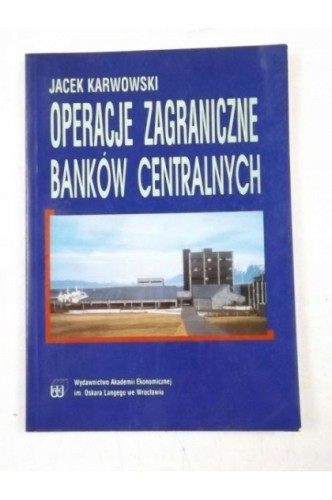 JACEK KARWOWSKI
OPERACJE ZAGRANICZNE
BANKÓW CENTRALNYCH
Wydawnictwo Akademii Ekonomicznej
im. Oskara Langego we Wrocławiu